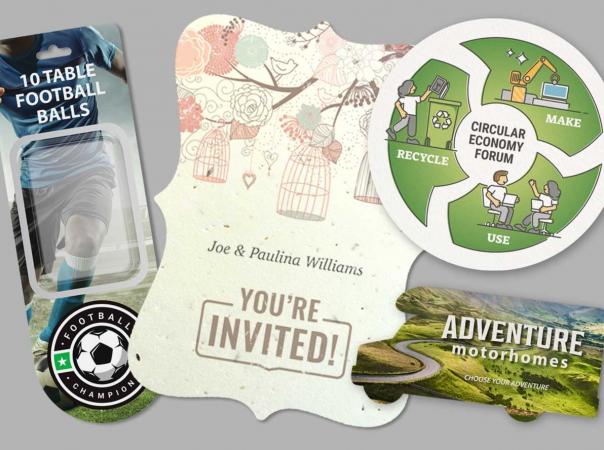 10 TABLE
FOOTBALL
BALLS
FOOTBALL
CHAMPION
Joe & Paulina Williams
YOU'RE
INVITED!
MAKE
RECYCLE
CIRCULAR
ECONOMY
FORUM
USE
ADVENTURE
motorhomes
CHOOSE YOUR ADVENTURE